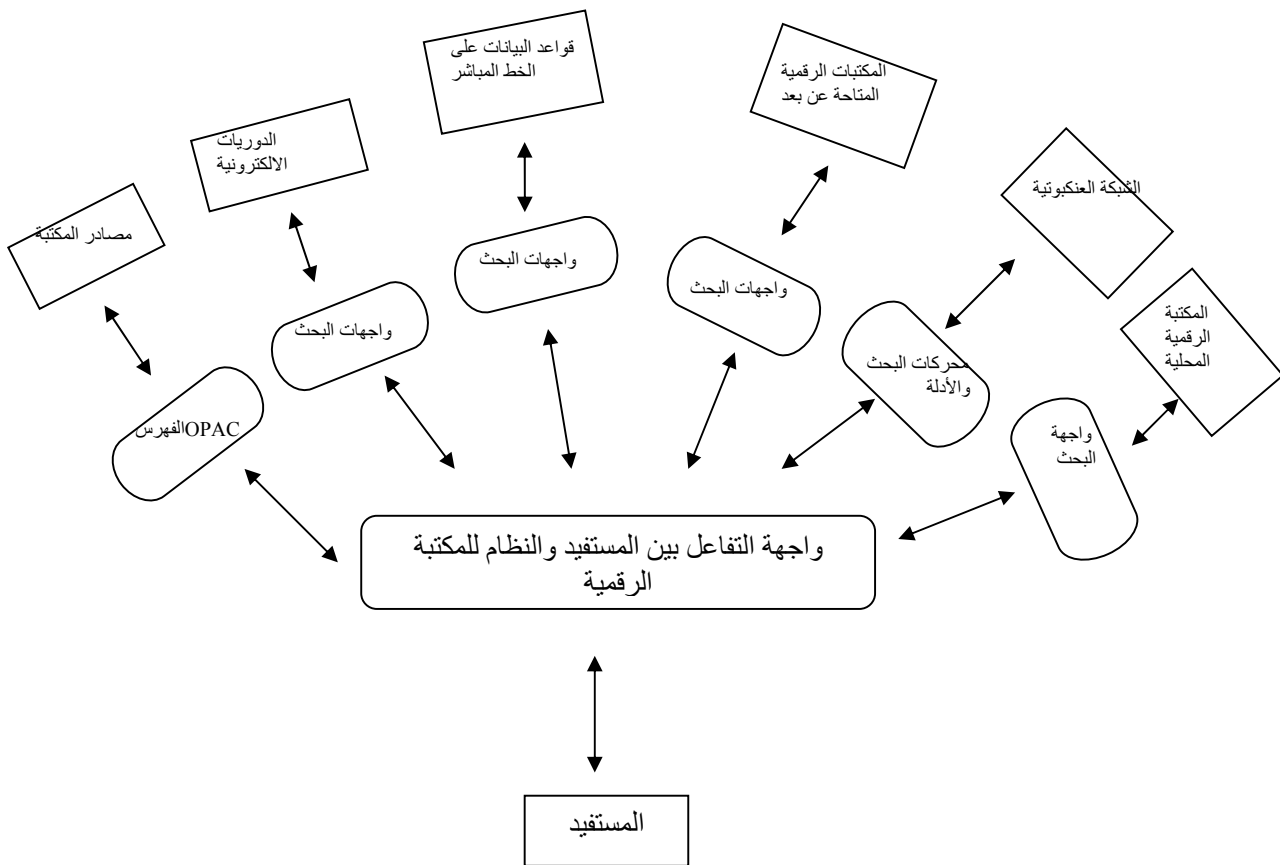 قواعد البيانات على
الخط المباشر
المكتبات الرقمية
المتاحة عن بعد
الدوريات
الالكترونية
الشبكة العنكبوتية
مصادر المكتبة
المكتبة
الرقمية
المحلية
واجهات البحث
واجهات البحث
واجهات البحث
محركات البحث
والأدلة
الفهرسOPAC
واجهة
البحث
واجهة التفاعل بين المستفيد والنظام للمكتبة
الرقمية
المستفيد